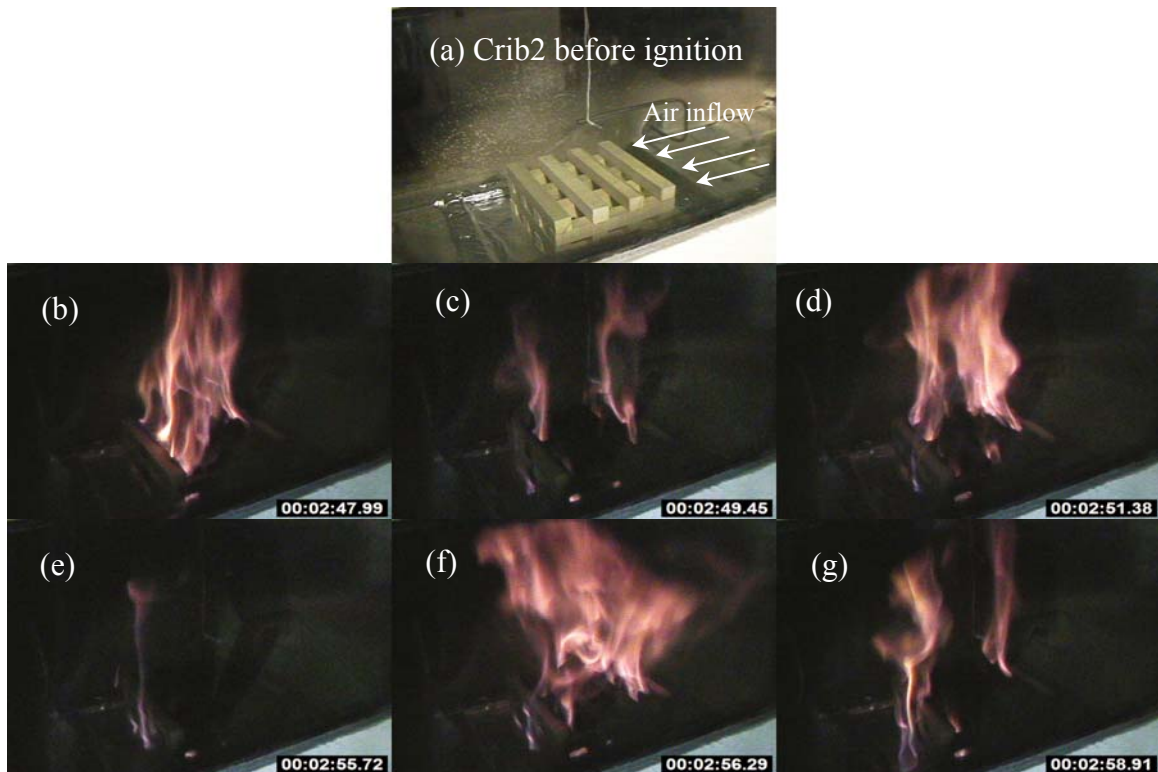 (a) Crib2 before ignition
Air inflow
(b)
(c)
(d)
00:02:47.99
00:02:49.45
00:02:51.38
(e)
(f)
(g)
00:02:55.72
00:02:56.29
00:02:58.91